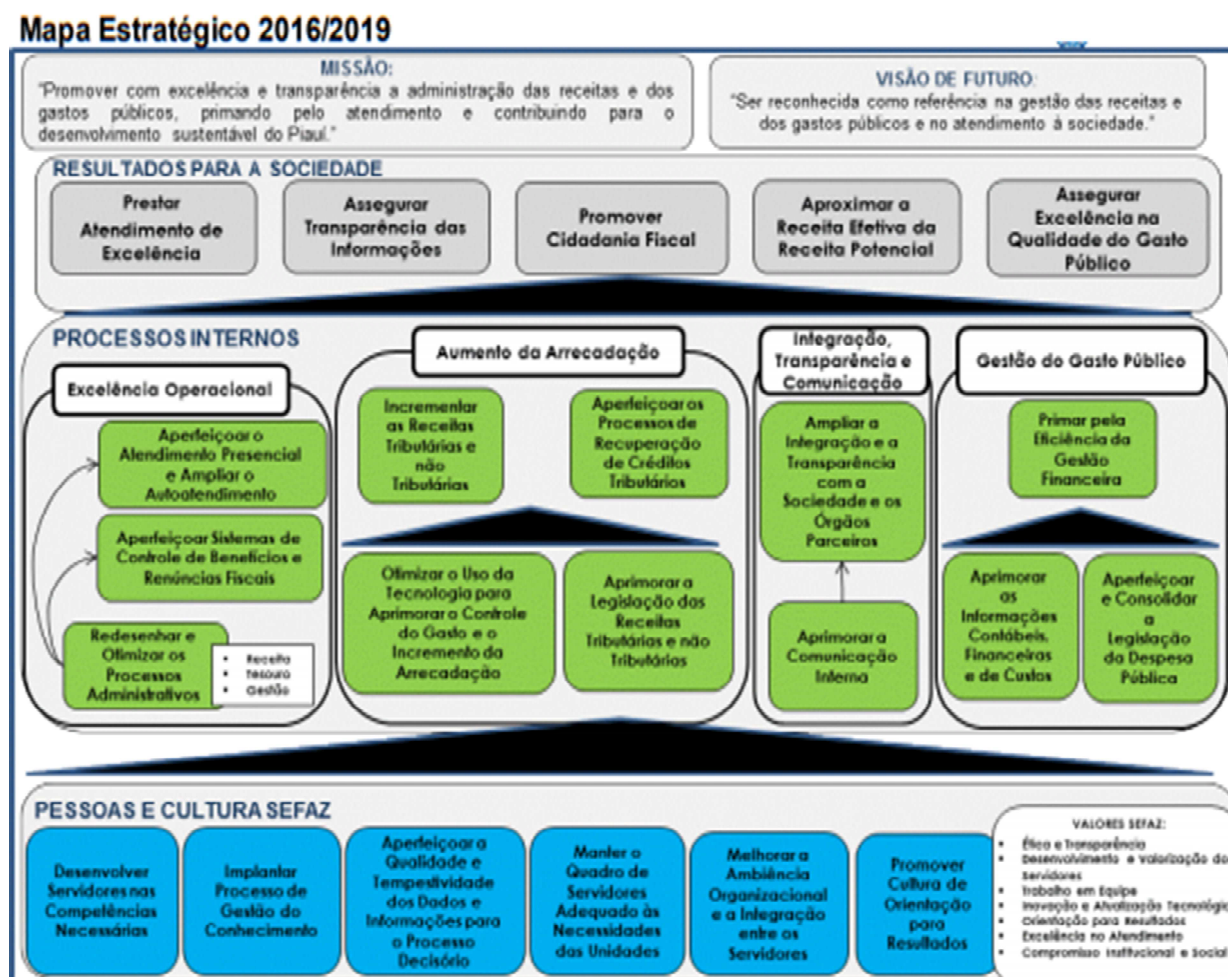 Mapa Estratégico 2016/2019
MISSÃO:
"Promover com excelência e transparência a administração das receitas e dos
gastos públicos, primando pelo atendimento e contribuindo para o
desenvolvimento sustentável do Piauí."
VISÃO DE FUTURO:
"Ser reconhecida como referência na gestão das receitas e
dos gastos públicos e no atendimento à sociedade."
RESULTADOS PARA A SOCIEDADE
Prestar
Atendimento de
Excelência
Assegurar
Transparência das
Informações
Promover
Cidadania Fiscal
Aproximar a
Receita Efetiva da
Receita Potencial
Assegurar
Excelência na
Qualidade do Gasto
Público
PROCESSOS INTERNOS
Excelência Operacional
Aperfeiçoar o
Atendimento Presencial
e Ampliar o
Autoatendimento
Aperfeiçoar Sistemas de
Controle de Benefícios e
Renúncias Fiscais
Redesenhar e
Otimizar os
Processos
Administrativos
• Receita
• Tesouro
• Gestão
Aumento da Arrecadação
Incrementar
as Receitas
Tributárias e
não
Tributárias
Aperfeiçoar os
Processos de
Recuperação
de Créditos
Tributários
Otimizar o Uso da
Tecnologia para
Aprimorar o Controle
do Gasto e o
Incremento da
Arrecadação
Aprimorar a
Legislação das
Receitas
Tributárias e não
Tributárias
Integração,
Transparência e
Comunicação
Ampliar a
Integração e a
Transparência
com a
Sociedade e os
Órgãos
Parceiros
Aprimorar a
Comunicação
Interna
Gestão do Gasto Público
Primar pela
Eficiência da
Gestão
Financeira
Aprimorar
as
Informações
Contábeis,
Financeiras
e de Custos
Aperfeiçoar
e Consolidar
a
Legislação
da Despesa
Pública
PESSOAS E CULTURA SEFAZ
Desenvolver
Servidores nas
Competências
Necessárias
Implantar
Processo de
Gestão do
Conhecimento
Aperfeiçoar a
Qualidade e
Tempestividade
dos Dados e
Informações para
o Processo
Decisório
Manter o
Quadro de
Servidores
Adequado às
Necessidades
das Unidades
Melhorar a
Ambiência
Organizacional
e a Integração
entre os
Servidores
Promover
Cultura de
Orientação
para
Resultados
VALORES SEFAZ:
• Ética e Transparência
• Desenvolvimento e Valorização do
Servidores
• Trabalho em Equipe
• Inovação e Atualização Tecnológic
• Orientação para Resultados
• Excelência no Atendimento
• Compromisso Institucional e Social